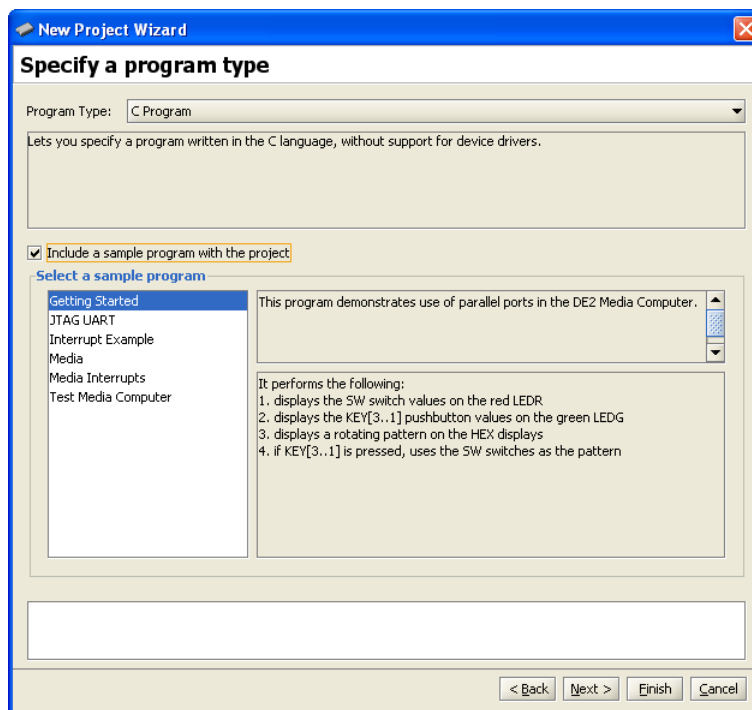 New Project Wizard
Specify a program type
Program Type: C Program
Lets you specify a program written in the C language, without support for device drivers.
Include a sample program with the project
Select a sample program
Getting Started
JTAG UART
Interrupt Example
Media
Media Interrupts
Test Media Computer
This program demonstrates use of parallel ports in the DE2 Media Computer.
It performs the following:
1. displays the SW switch values on the red LEDR
2. displays the KEY[3..1] pushbutton values on the green LEDG
3. displays a rotating pattern on the HEX displays
4. if KEY[3..1] is pressed, uses the SW switches as the pattern
< Back Next > Finish Cancel